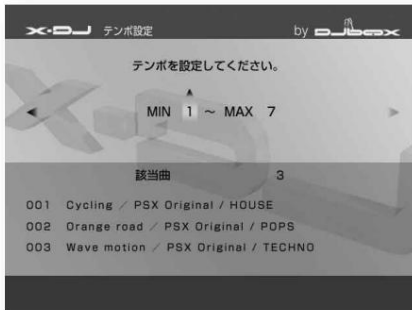 X-DJ テンポ設定 by DJbox
テンポを設定してください。
MIN 1 ～ MAX 7
該当曲 3
001 Cycling / PSX Original / HOUSE
002 Orange road / PSX Original / POPS
003 Wave motion / PSX Original / TECHNO